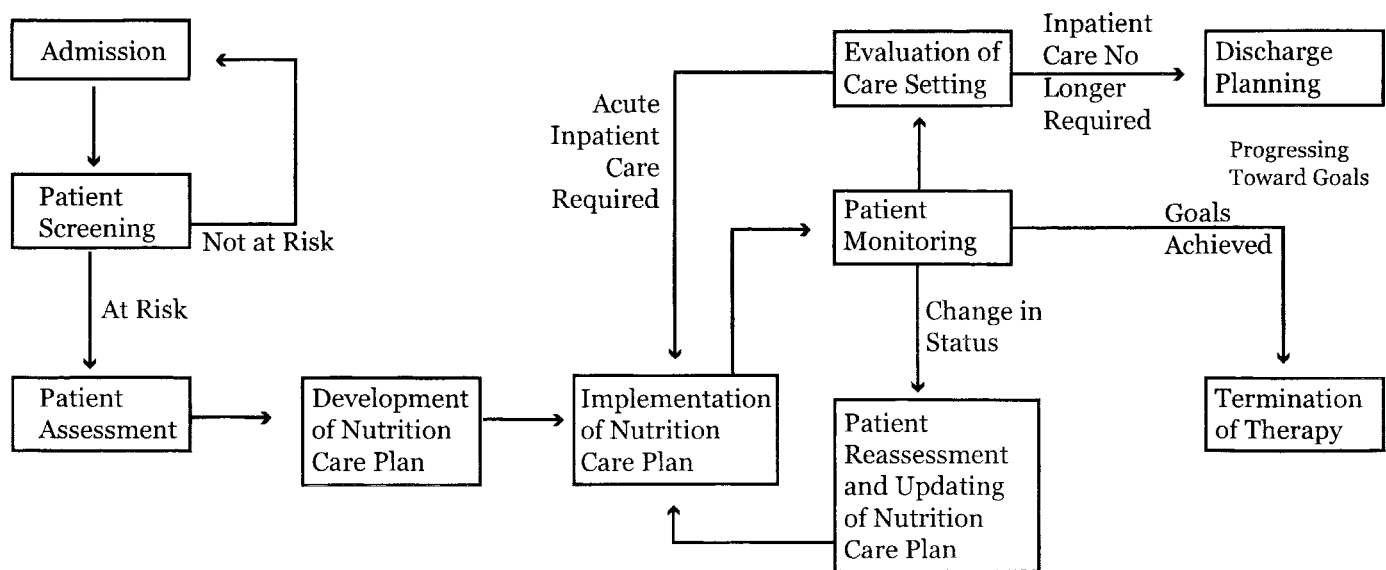 Admission
Patient
Screening
Not at Risk
At Risk
Patient
Assessment
Development
of Nutrition
Care Plan
Implementation
of Nutrition
Care Plan
Acute
Inpatient
Care
Required
Evaluation of
Care Setting
Inpatient
Care No
Longer
Required
Discharge
Planning
Progressing
Toward Goals
Patient
Monitoring
Goals
Achieved
Change in
Status
Patient
Reassessment
and Updating
of Nutrition
Care Plan
Termination
of Therapy